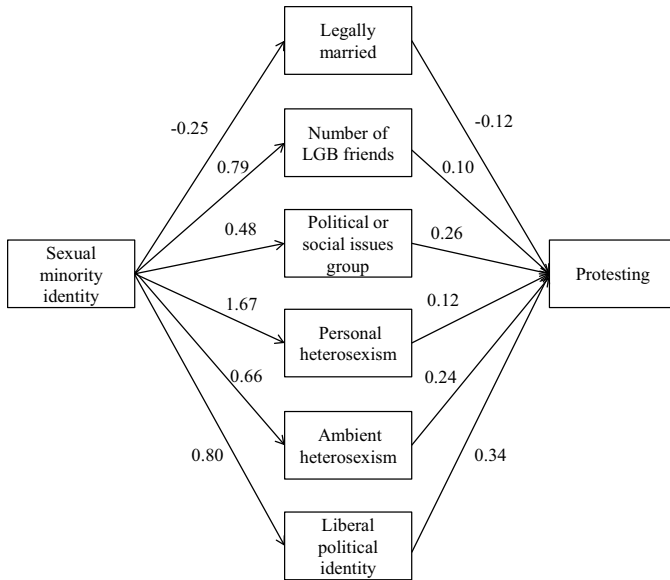 Legally
married
-0.25
-0.12
Number of
LGB friends
0.79
0.10
Political or
social issues
group
0.48
0.26
Sexual
minority
identity
Protesting
1.67
0.12
Personal
heterosexism
0.66
0.24
Ambient
heterosexism
0.80
0.34
Liberal
political
identity